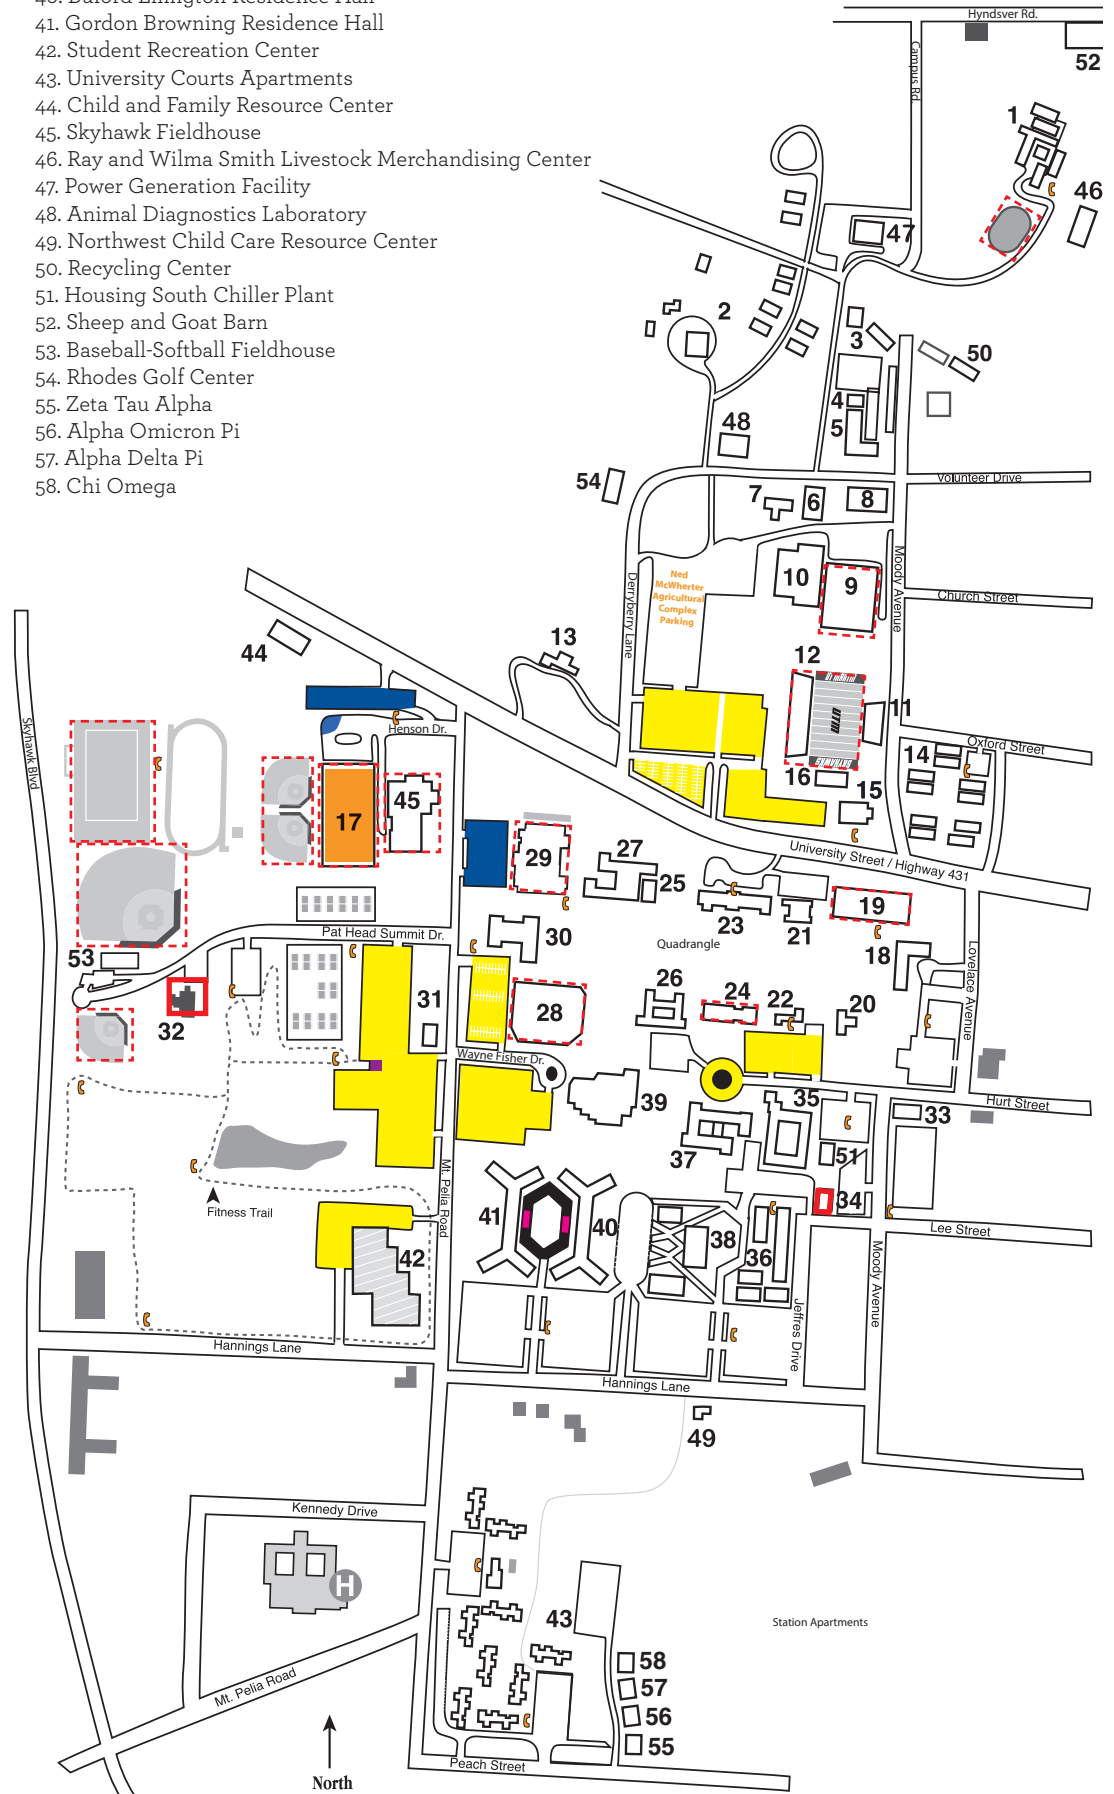 40. Buford Ellington Residence Hall
41. Gordon Browning Residence Hall
42. Student Recreation Center
43. University Courts Apartments
44. Child and Family Resource Center
45. Skyhawk Fieldhouse
46. Ray and Wilma Smith Livestock Merchandising Center
47. Power Generation Facility
48. Animal Diagnostics Laboratory
49. Northwest Child Care Resource Center
50. Recycling Center
51. Housing South Chiller Plant
52. Sheep and Goat Barn
53. Baseball-Softball Fieldhouse
54. Rhodes Golf Center
55. Zeta Tau Alpha
56. Alpha Omicron Pi
57. Alpha Delta Pi
58. Chi Omega
Hyndsver Rd.
Campus Rd.
52
1
46
47
2
3
50
4
5
48
54
Volunteer Drive
7
6
8
Moody Avenue
10
9
Ned
McWherter
Agricultural
Complex
Parking
Derryberry Lane
Church Street
13
44
12
11
UTM
SKYHAWKS
Skyhawk Blvd
Henson Dr.
Oxford Street
14
16
15
17
45
University Street / Highway 431
29
27
25
23
21
19
Pat Head Summit Dr.
30
Quadrangle
18
Lovelace Avenue
53
32
31
28
26
24
22
20
Wayne Fisher Dr.
39
35
Hurt Street
33
37
51
34
Mt. Pelia Road
Fitness Trail
41
40
38
36
Lee Street
42
Moody Avenue
Jeffres Drive
Hannings Lane
Hannings Lane
49
Kennedy Drive
H
43
Station Apartments
58
57
56
55
Mt. Pelia Road
Peach Street
North